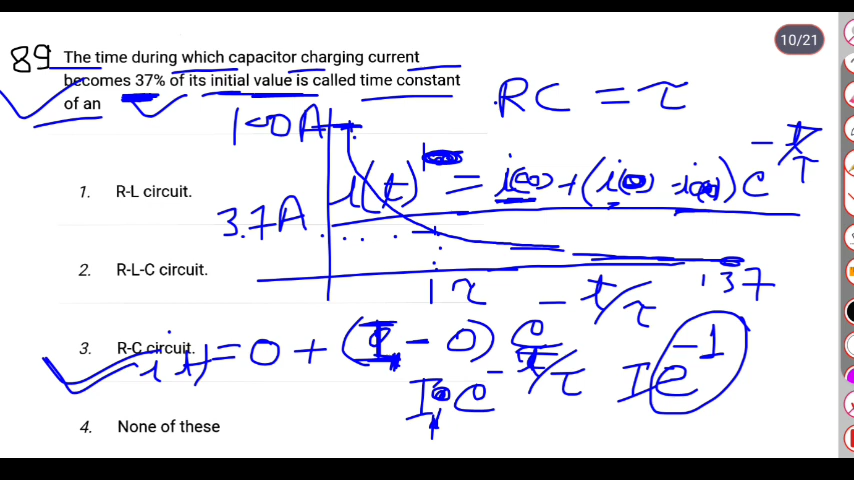 10/21
89 The time during which capacitor charging current
becomes 37% of its initial value is called time constant
of an
RC = τ
1. R-L circuit.
i(t) = i(∞) + (i(0) - i(∞)) e^-t/τ
3.7A
2. R-L-C circuit.
1τ
.37
3. R-C circuit.
i(t) = 0 + (I₀ - 0) e^-t/τ
I₀ e^-t/τ
I e^-1
4. None of these